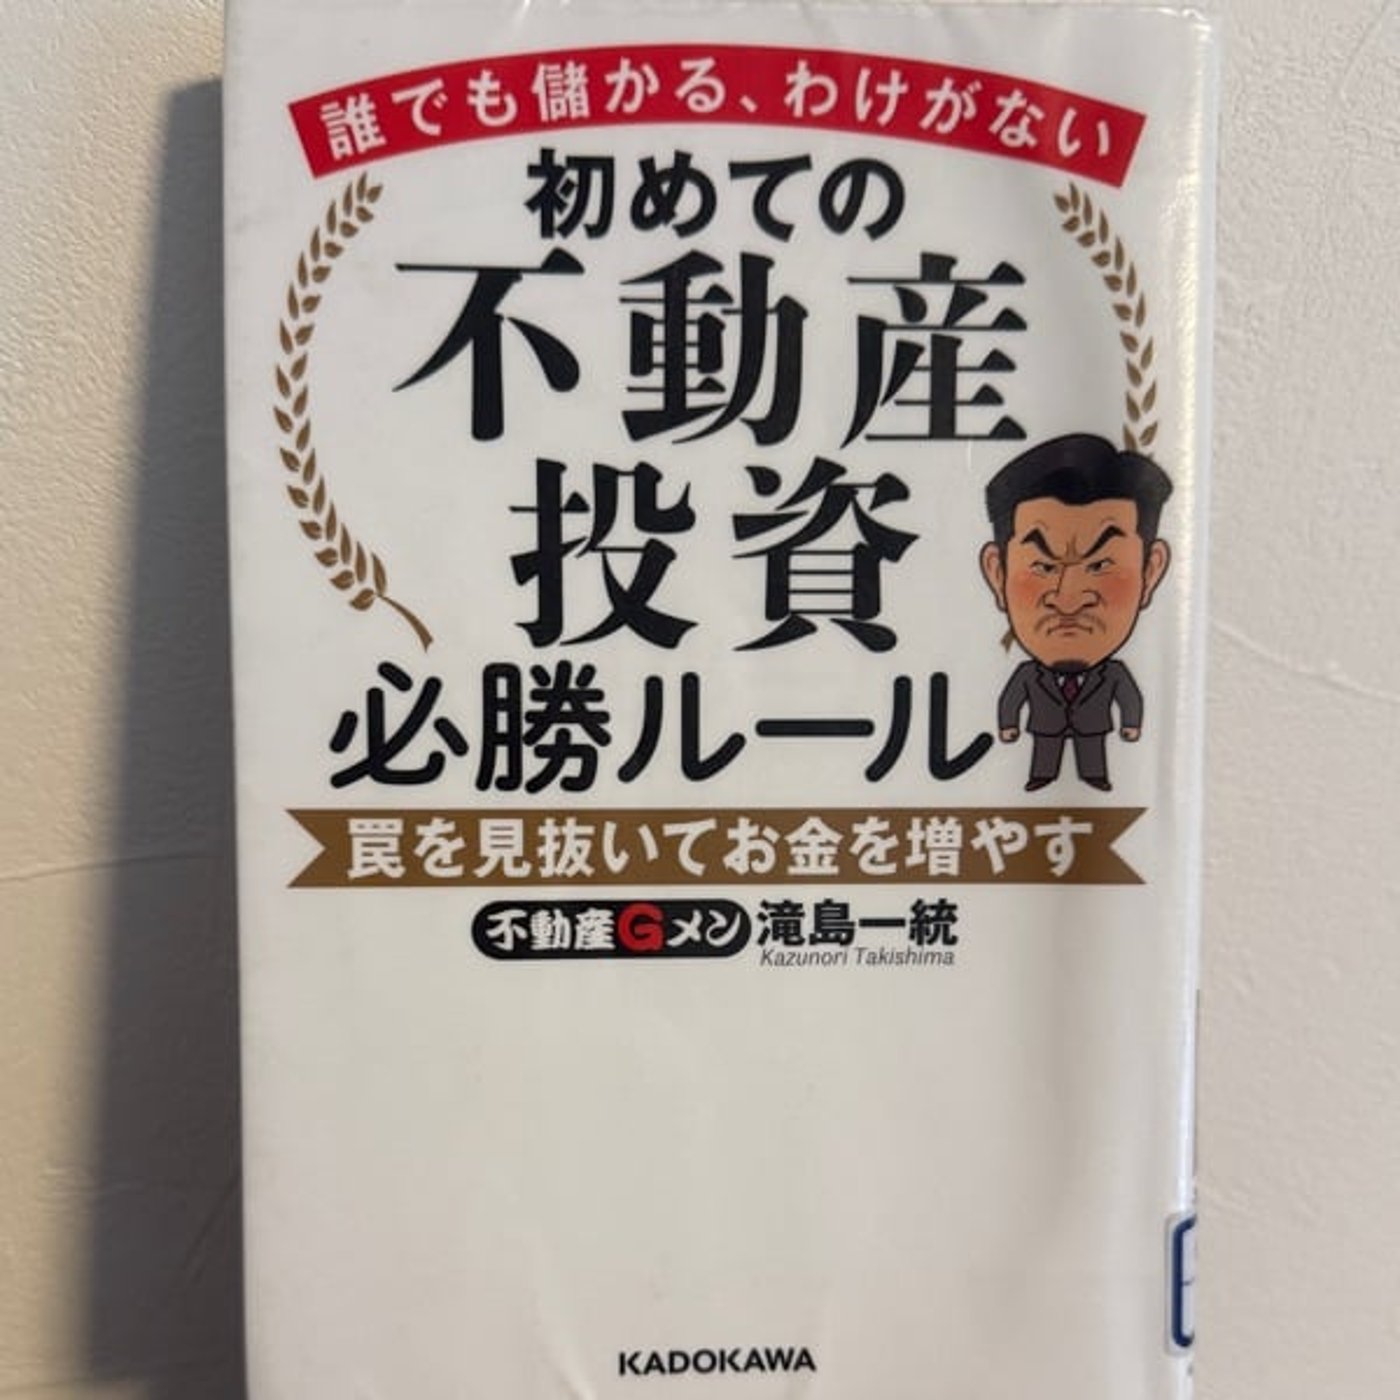 誰でも儲かる、わけがない
初めての
不動産
投資
必勝ルール
罠を見抜いてお金を増やす
不動産Gメン 滝島一統
Kazunori Takishima
KADOKAWA